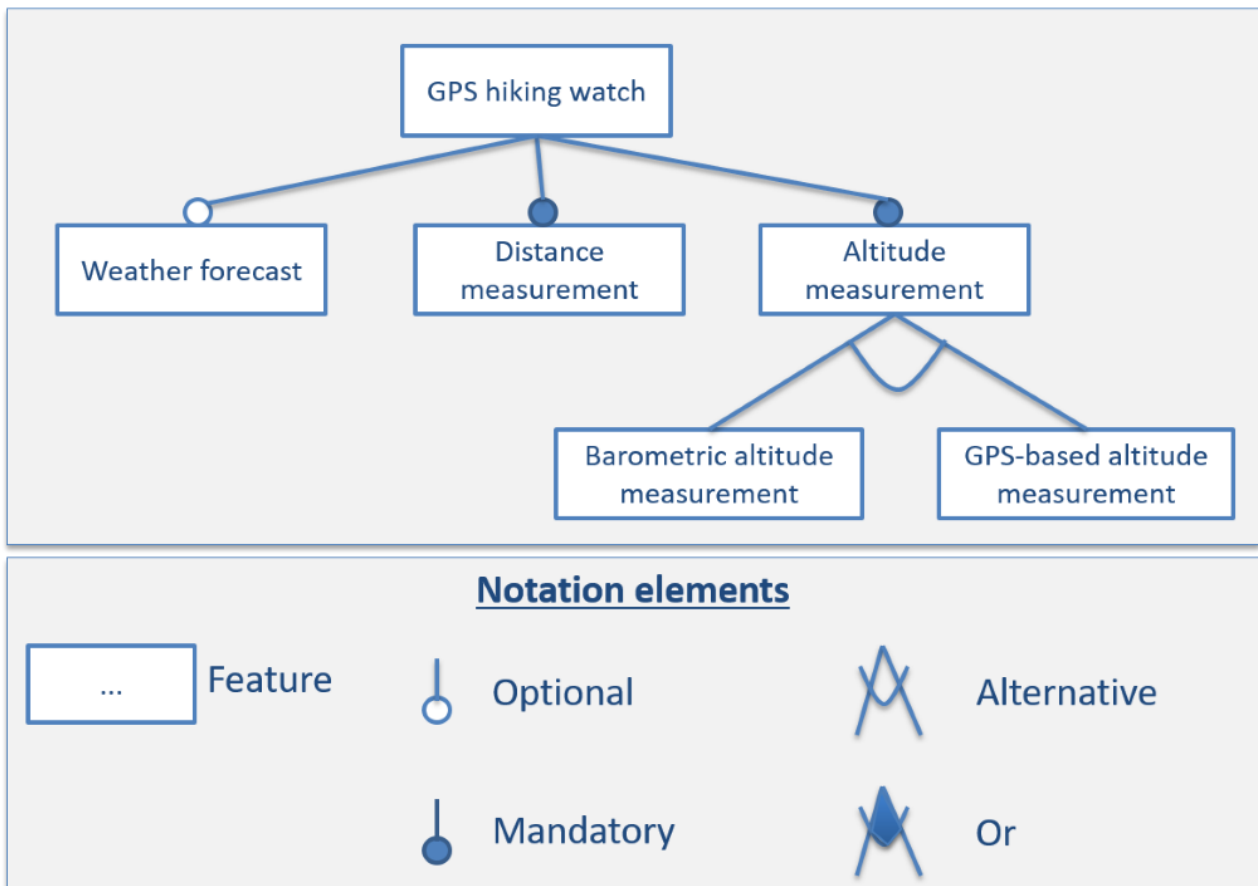 GPS hiking watch
Weather forecast
Distance
measurement
Altitude
measurement
Barometric altitude
measurement
GPS-based altitude
measurement
Notation elements
...
Feature
Optional
Alternative
Mandatory
Or